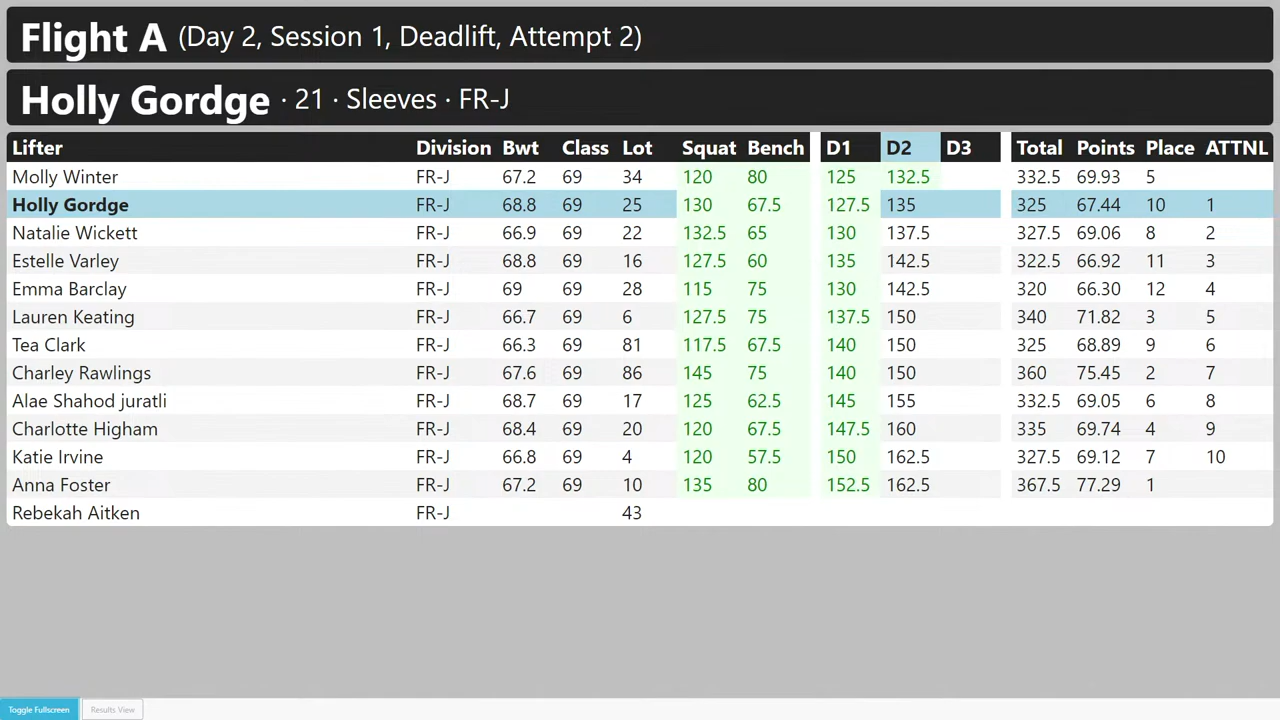 Flight A (Day 2, Session 1, Deadlift, Attempt 2)
Holly Gordge · 21 · Sleeves · FR-J
Lifter Division Bwt Class Lot Squat Bench D1 D2 D3 Total Points Place ATTNL
Molly Winter FR-J 67.2 69 34 120 80 125 132.5 332.5 69.93 5
Holly Gordge FR-J 68.8 69 25 130 67.5 127.5 135 325 67.44 10 1
Natalie Wickett FR-J 66.9 69 22 132.5 65 130 137.5 327.5 69.06 8 2
Estelle Varley FR-J 68.8 69 16 127.5 60 135 142.5 322.5 66.92 11 3
Emma Barclay FR-J 69 69 28 115 75 130 142.5 320 66.30 12 4
Lauren Keating FR-J 66.7 69 6 127.5 75 137.5 150 340 71.82 3 5
Tea Clark FR-J 66.3 69 81 117.5 67.5 140 150 325 68.89 9 6
Charley Rawlings FR-J 67.6 69 86 145 75 140 150 360 75.45 2 7
Alae Shahod juratli FR-J 68.7 69 17 125 62.5 145 155 332.5 69.05 6 8
Charlotte Higham FR-J 68.4 69 20 120 67.5 147.5 160 335 69.74 4 9
Katie Irvine FR-J 66.8 69 4 120 57.5 150 162.5 327.5 69.12 7 10
Anna Foster FR-J 67.2 69 10 135 80 152.5 162.5 367.5 77.29 1
Rebekah Aitken FR-J 43
Toggle Fullscreen Results View